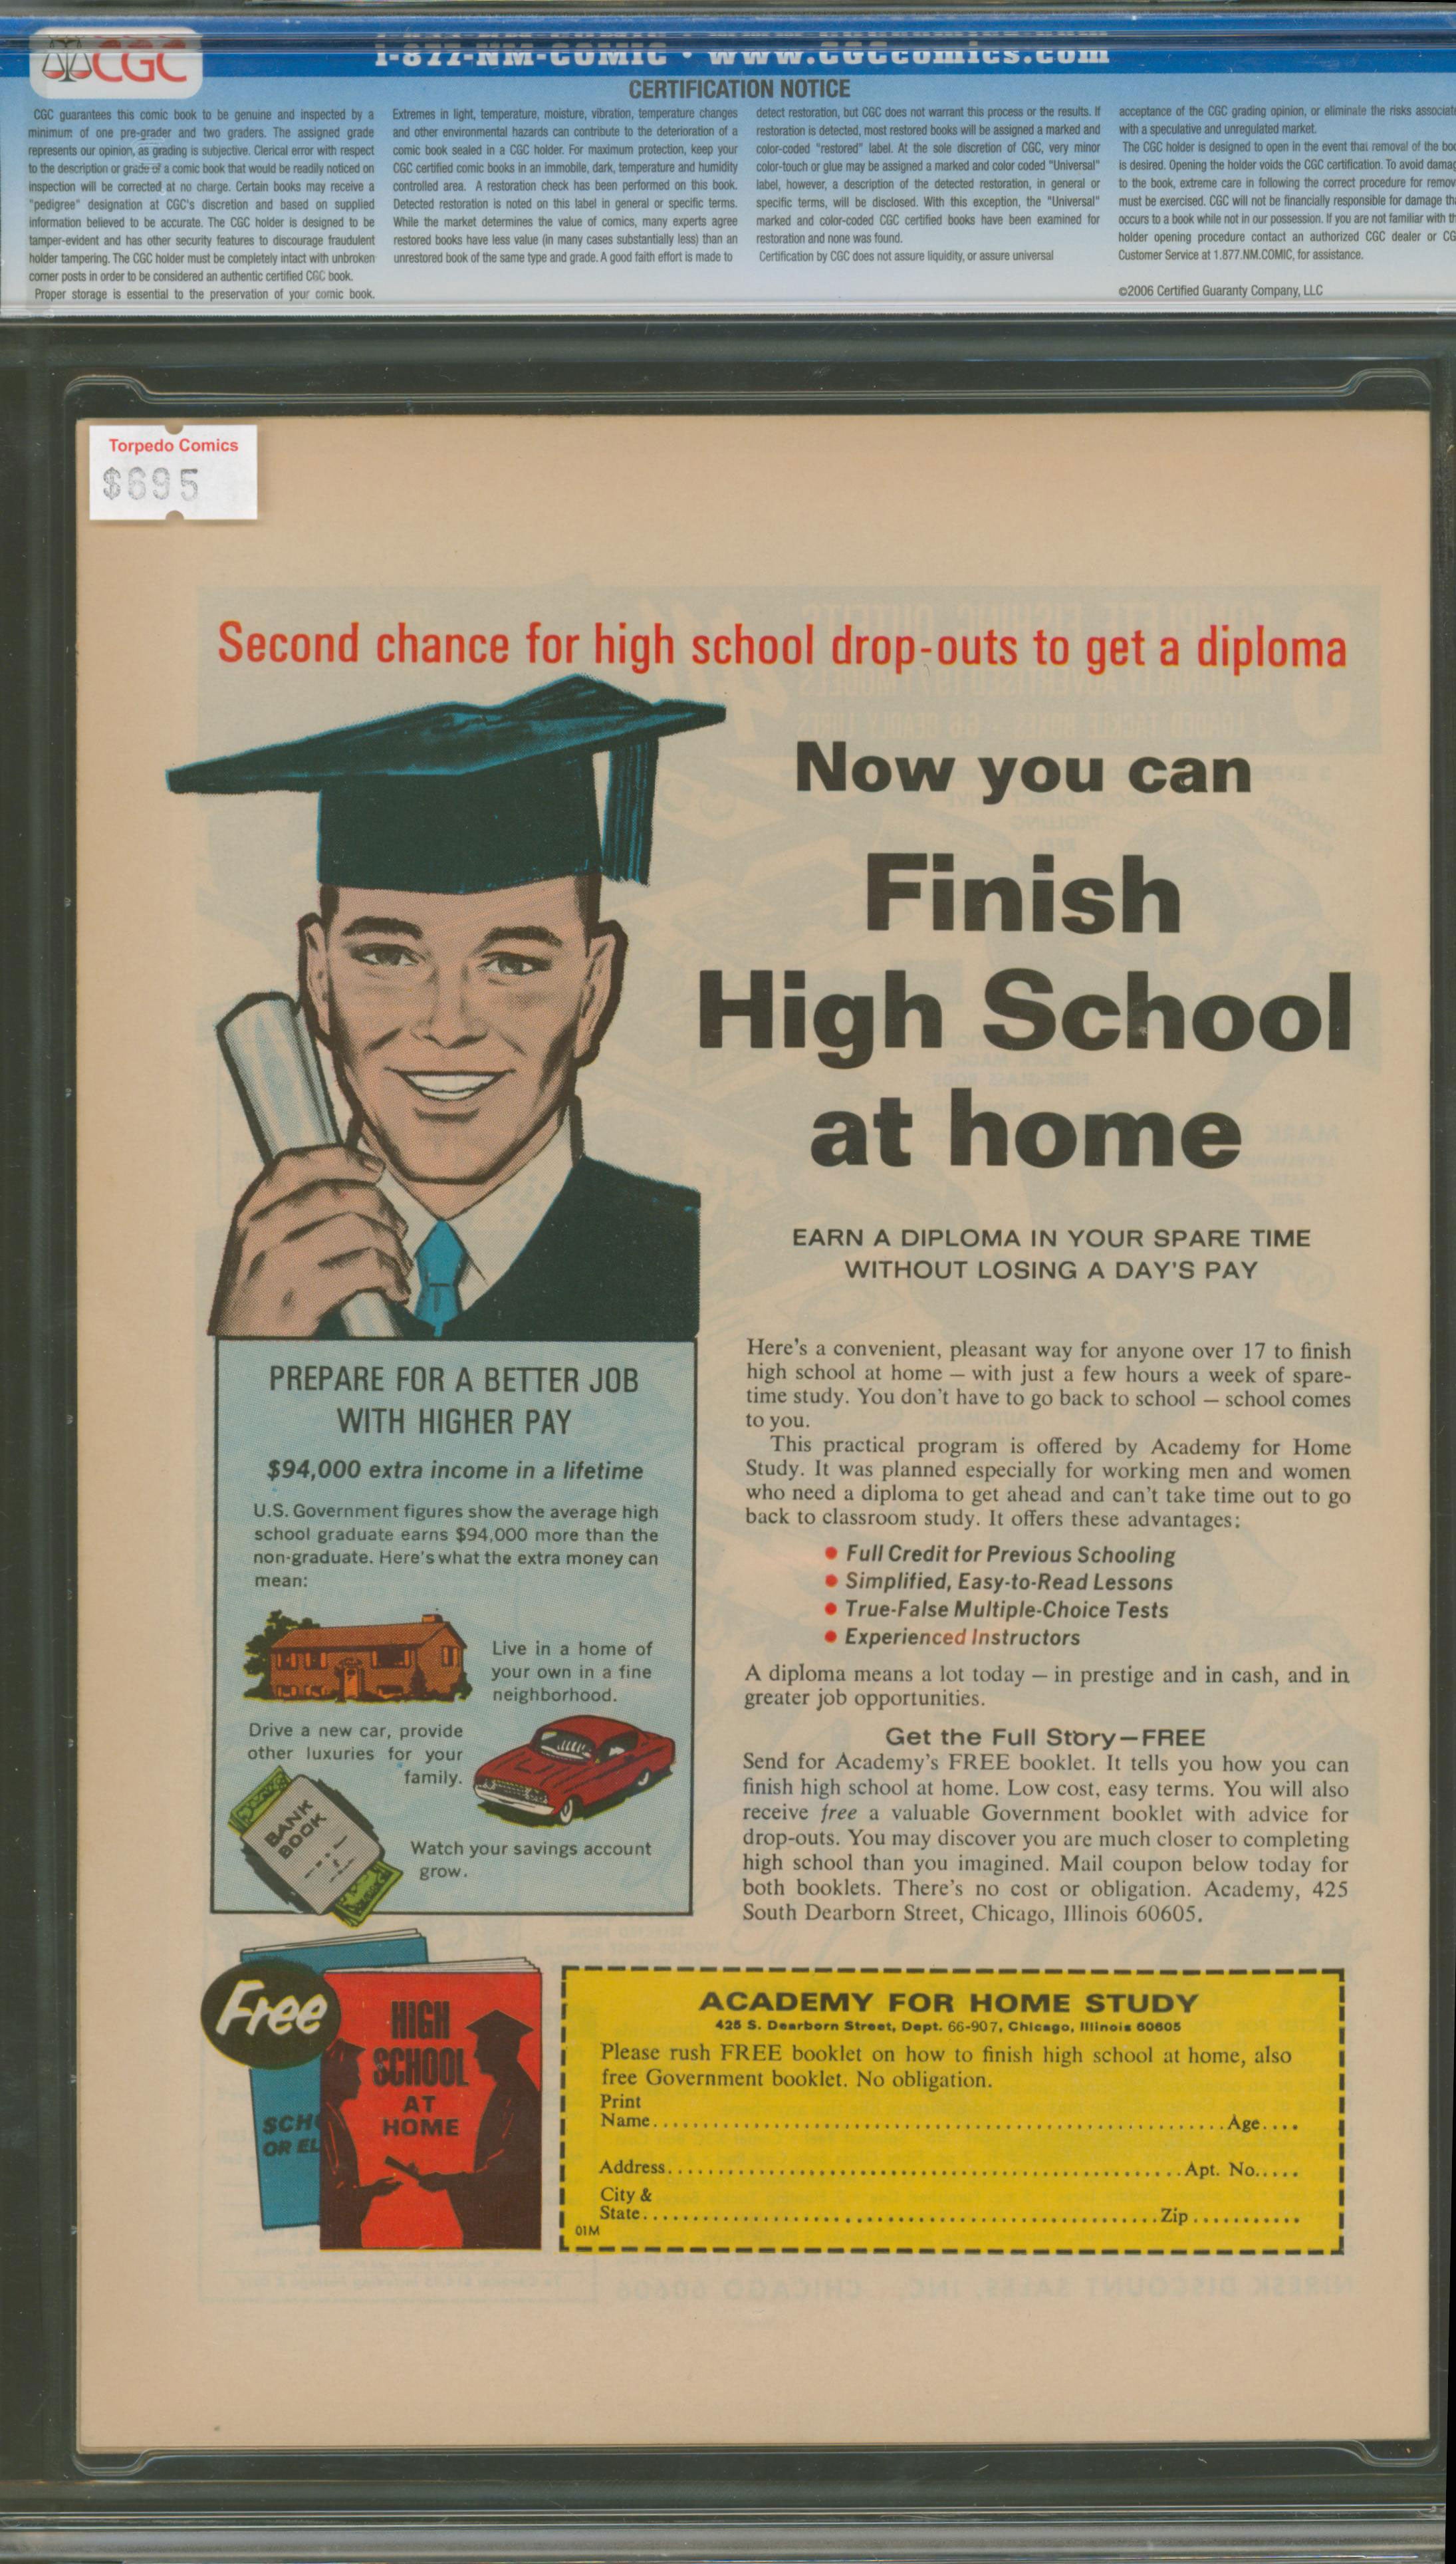 CGC
1-877-NM-COMIC • www.CGCcomics.com
CERTIFICATION NOTICE
CGC guarantees this comic book to be genuine and inspected by a
minimum of one pre-grader and two graders. The assigned grade
represents our opinion, as grading is subjective. Clerical error with respect
to the description or grade of a comic book that would be readily noticed on
inspection will be corrected at no charge. Certain books may receive a
"pedigree" designation at CGC's discretion and based on supplied
information believed to be accurate. The CGC holder is designed to be
tamper-evident and has other security features to discourage fraudulent
holder tampering. The CGC holder must be completely intact with unbroken
corner posts in order to be considered an authentic certified CGC book.
Proper storage is essential to the preservation of your comic book.
Extremes in light, temperature, moisture, vibration, temperature changes
and other environmental hazards can contribute to the deterioration of a
comic book sealed in a CGC holder. For maximum protection, keep your
CGC certified comic books in an immobile, dark, temperature and humidity
controlled area. A restoration check has been performed on this book.
Detected restoration is noted on this label in general or specific terms.
While the market determines the value of comics, many experts agree
restored books have less value (in many cases substantially less) than an
unrestored book of the same type and grade. A good faith effort is made to
detect restoration, but CGC does not warrant this process or the results. If
restoration is detected, most restored books will be assigned a marked and
color-coded "restored" label. At the sole discretion of CGC, very minor
color-touch or glue may be assigned a marked and color coded "Universal"
label, however, a description of the detected restoration, in general or
specific terms, will be disclosed. With this exception, the "Universal"
marked and color-coded CGC certified books have been examined for
restoration and none was found.
Certification by CGC does not assure liquidity, or assure universal
acceptance of the CGC grading opinion, or eliminate the risks
with a speculative and unregulated market.
The CGC holder is designed to open in the event that removal of the
is desired. Opening the holder voids the CGC certification. To avoid
to the book, extreme care in following the correct procedure for
must be exercised. CGC will not be financially responsible for damage
occurs to a book while not in our possession. If you are not familiar with
holder opening procedure contact an authorized CGC dealer or
Customer Service at 1.877.NM.COMIC, for assistance.
©2006 Certified Guaranty Company, LLC
Torpedo Comics
$695
Second chance for high school drop-outs to get a diploma
Now you can
Finish
High School
at home
EARN A DIPLOMA IN YOUR SPARE TIME
WITHOUT LOSING A DAY'S PAY
PREPARE FOR A BETTER JOB
WITH HIGHER PAY
$94,000 extra income in a lifetime
U.S. Government figures show the average high
school graduate earns $94,000 more than the
non-graduate. Here's what the extra money can
mean:
Live in a home of
your own in a fine
neighborhood.
Drive a new car, provide
other luxuries for your
family.
BANK
BOOK
Watch your savings account
grow.
Here's a convenient, pleasant way for anyone over 17 to finish
high school at home — with just a few hours a week of spare-
time study. You don't have to go back to school — school comes
to you.
This practical program is offered by Academy for Home
Study. It was planned especially for working men and women
who need a diploma to get ahead and can't take time out to go
back to classroom study. It offers these advantages:
• Full Credit for Previous Schooling
• Simplified, Easy-to-Read Lessons
• True-False Multiple-Choice Tests
• Experienced Instructors
A diploma means a lot today — in prestige and in cash, and in
greater job opportunities.
Get the Full Story—FREE
Send for Academy's FREE booklet. It tells you how you can
finish high school at home. Low cost, easy terms. You will also
receive free a valuable Government booklet with advice for
drop-outs. You may discover you are much closer to completing
high school than you imagined. Mail coupon below today for
both booklets. There's no cost or obligation. Academy, 425
South Dearborn Street, Chicago, Illinois 60605.
Free
HIGH
SCHOOL
AT
HOME
SCH
OR EL
ACADEMY FOR HOME STUDY
425 S. Dearborn Street, Dept. 66-907, Chicago, Illinois 60605
Please rush FREE booklet on how to finish high school at home, also
free Government booklet. No obligation.
Print
Name..........Age....
Address..........Apt. No.....
City &
State..........Zip..........
01M